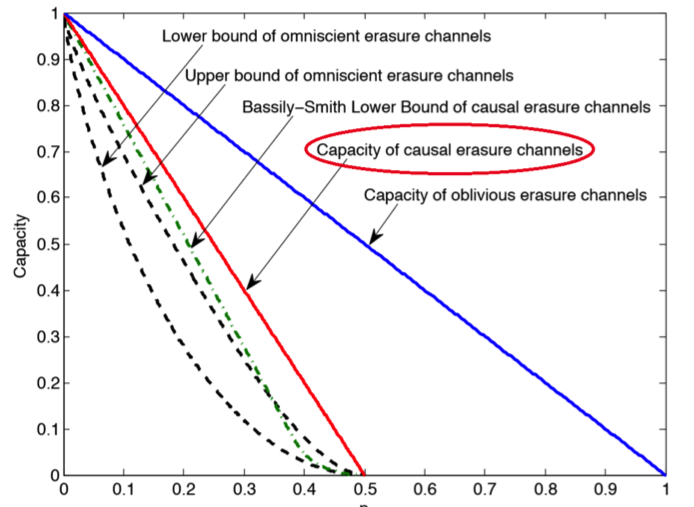 1
Lower bound of omniscient erasure channels
0.9
Upper bound of omniscient erasure channels
0.8
Bassily−Smith Lower Bound of causal erasure channels
0.7
Capacity of causal erasure channels
0.6
Capacity of oblivious erasure channels
0.5
Capacity
0.4
0.3
0.2
0.1
0
0 0.1 0.2 0.3 0.4 0.5 0.6 0.7 0.8 0.9 1